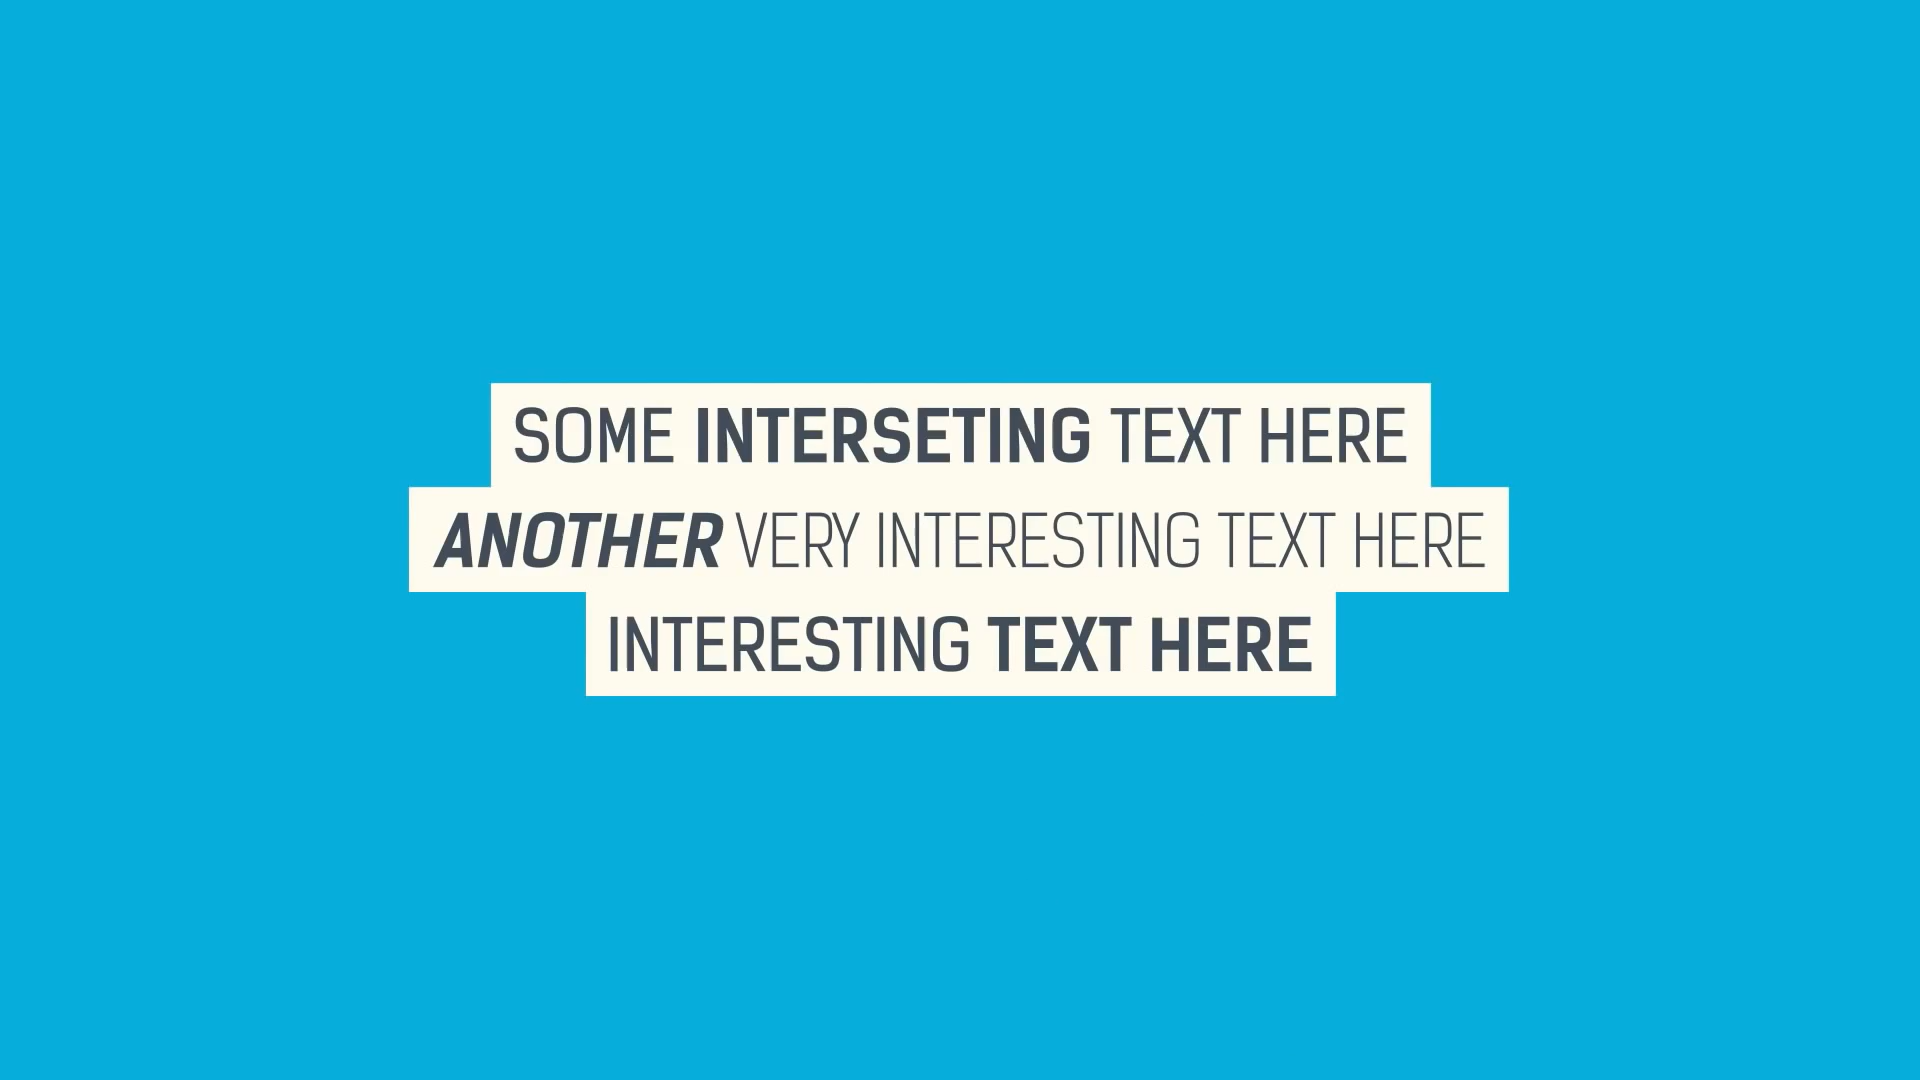 SOME INTERSETING TEXT HERE
ANOTHER VERY INTERESTING TEXT HERE
INTERESTING TEXT HERE